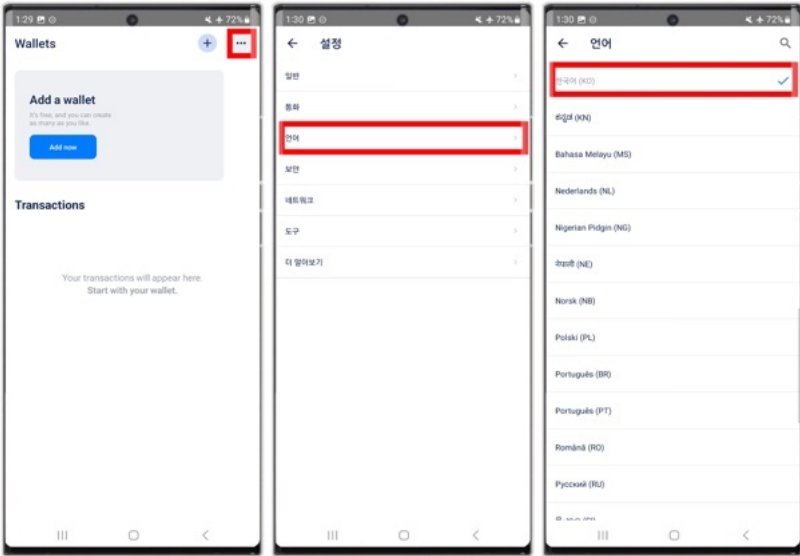 1:29
72%
Wallets
Add a wallet
It's free, and you can create
as many as you like.
Add now
Transactions
Your transactions will appear here.
Start with your wallet.
1:30
72%
설정
일반
통화
언어
보안
네트워크
도구
더 알아보기
1:30
72%
언어
한국어 (KO)
ಕನ್ನಡ (KN)
Bahasa Melayu (MS)
Nederlands (NL)
Nigerian Pidgin (NG)
नेपाली (NE)
Norsk (NB)
Polski (PL)
Português (BR)
Português (PT)
Română (RO)
Русский (RU)